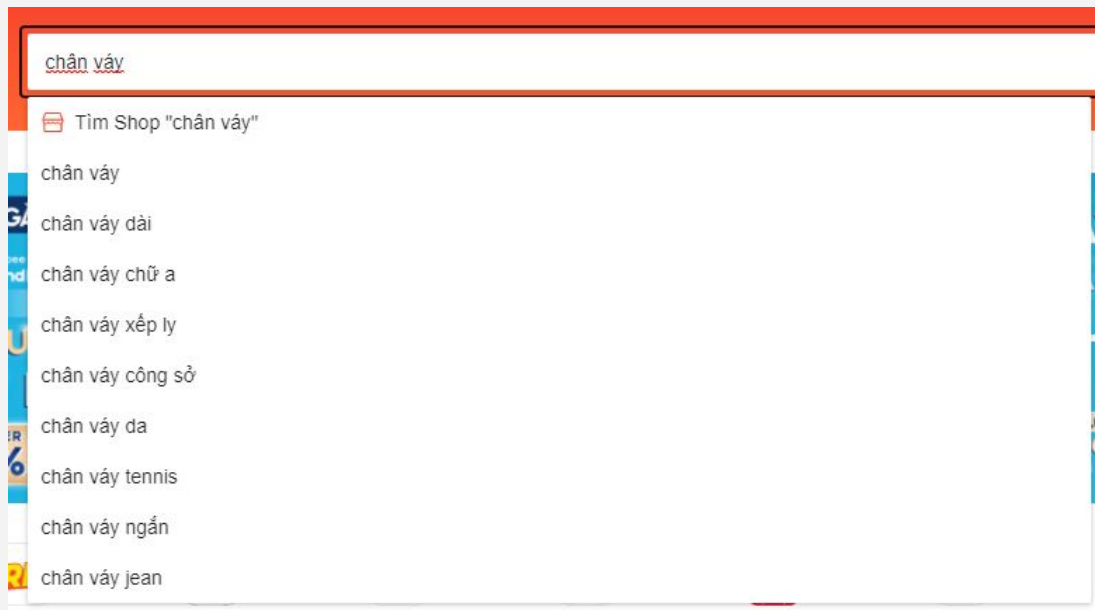 chân váy
Tìm Shop "chân váy"
chân váy
chân váy dài
chân váy chữ a
chân váy xếp ly
chân váy công sở
chân váy da
chân váy tennis
chân váy ngắn
chân váy jean